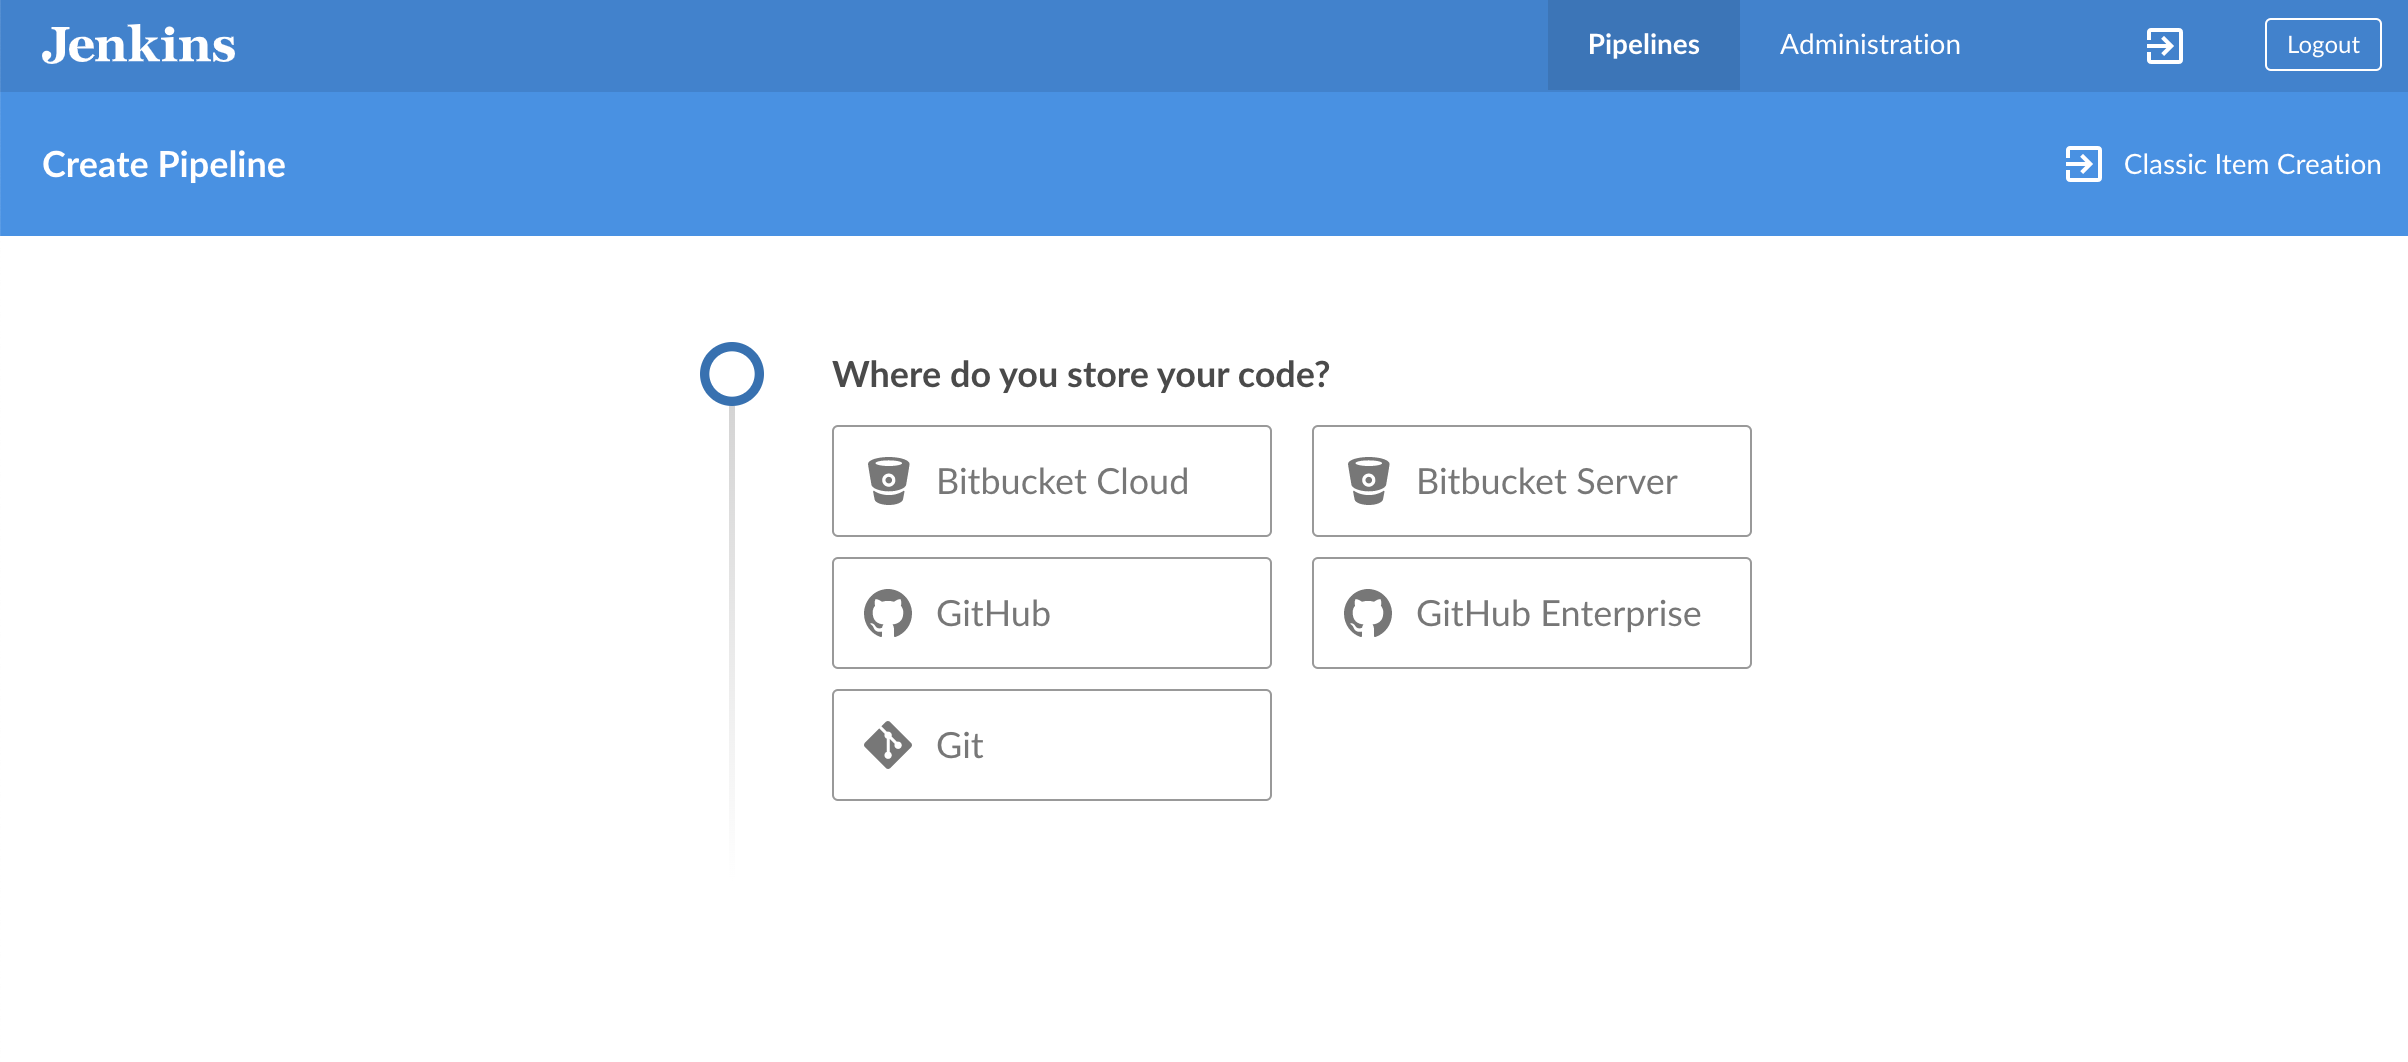 Jenkins
Pipelines
Administration
Logout
Create Pipeline
Classic Item Creation
Where do you store your code?
Bitbucket Cloud
Bitbucket Server
GitHub
GitHub Enterprise
Git